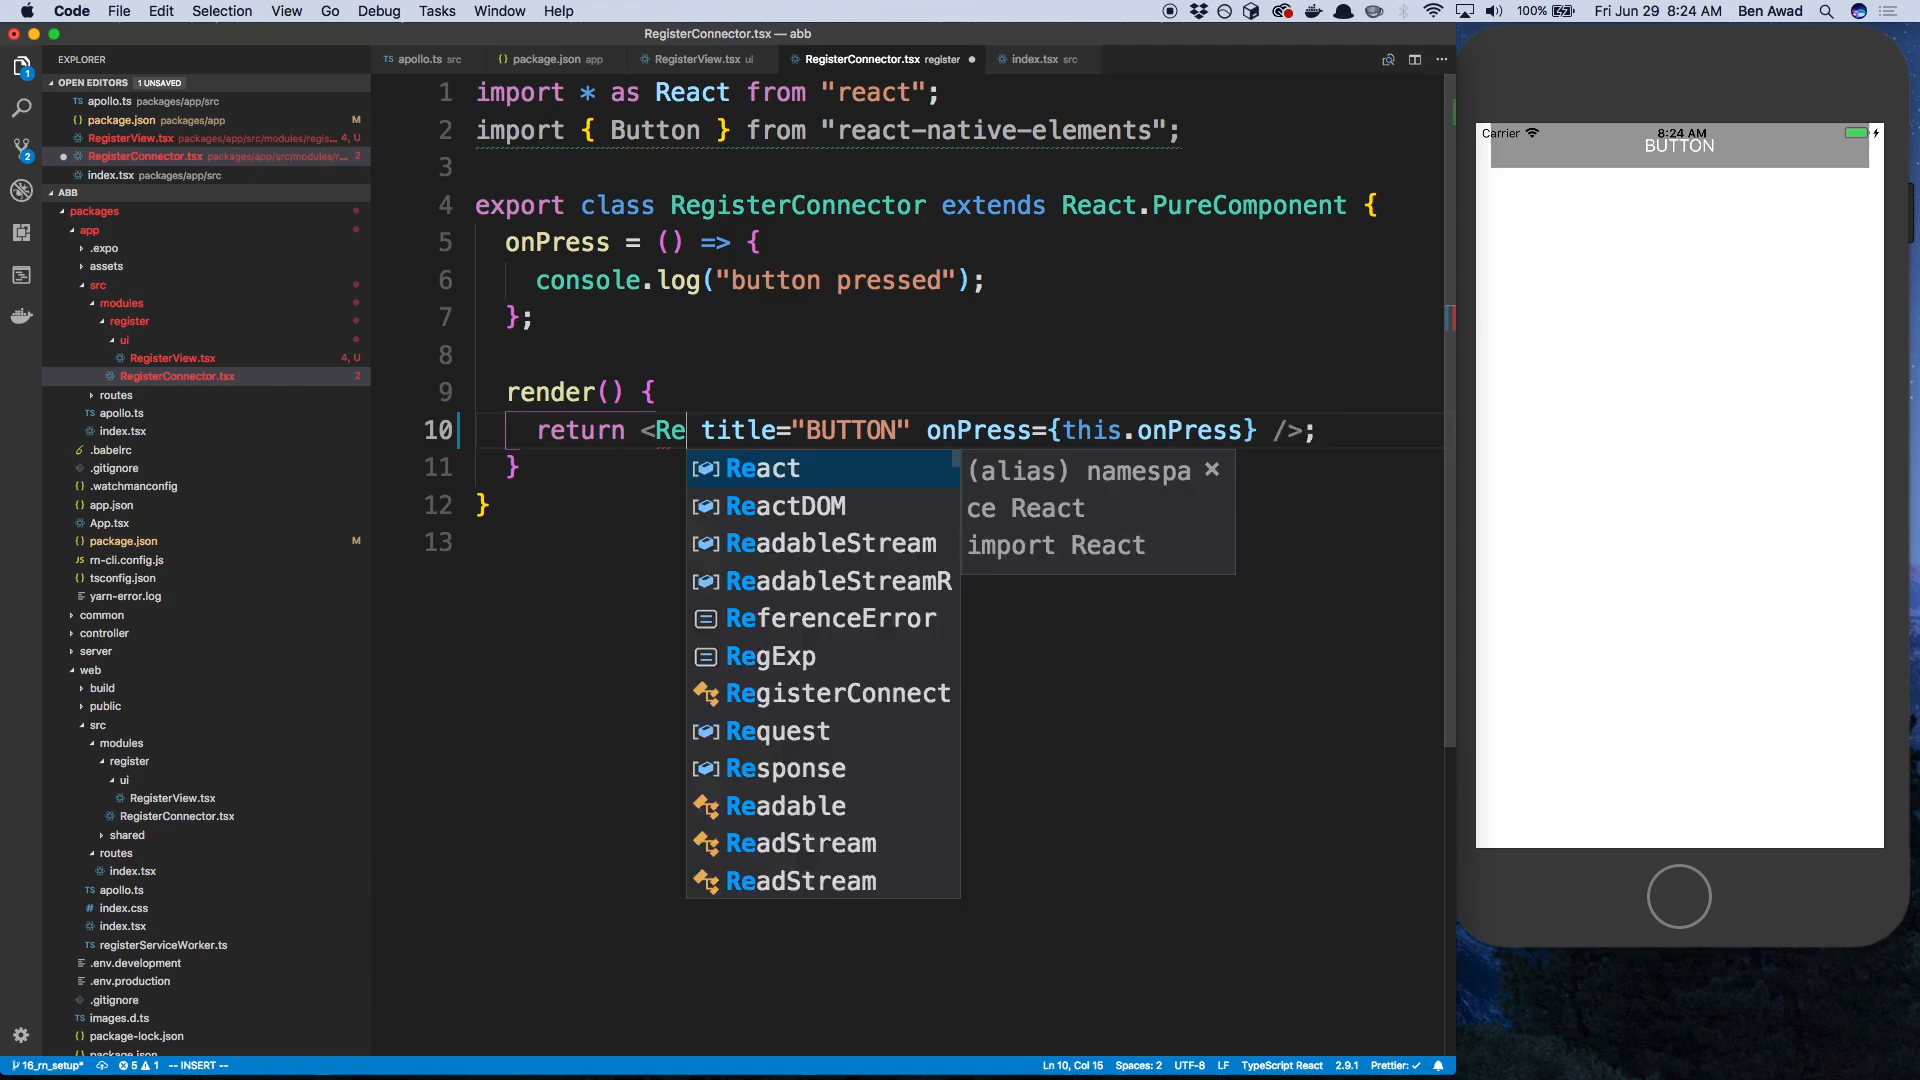 Code File Edit Selection View Go Debug Tasks Window Help 100% Fri Jun 29 8:24 AM Ben Awad
RegisterConnector.tsx — abb
EXPLORER
OPEN EDITORS 1 UNSAVED
TS apollo.ts packages/app/src
{} package.json packages/app M
RegisterView.tsx packages/app/src/modules/regis... 4, U
RegisterConnector.tsx packages/app/src/modules/r... 2
index.tsx packages/app/src
ABB
packages
app
.expo
assets
src
modules
register
ui
RegisterView.tsx 4, U
RegisterConnector.tsx 2
routes
TS apollo.ts
index.tsx
.babelrc
.gitignore
.watchmanconfig
{} app.json
App.tsx
{} package.json M
JS rn-cli.config.js
tsconfig.json
yarn-error.log
common
controller
server
web
build
public
src
modules
register
ui
RegisterView.tsx
RegisterConnector.tsx
shared
routes
index.tsx
TS apollo.ts
# index.css
index.tsx
TS registerServiceWorker.ts
.env.development
.env.production
.gitignore
TS images.d.ts
{} package-lock.json
{} package.json
TS apollo.ts src {} package.json app RegisterView.tsx ui RegisterConnector.tsx register index.tsx src
1 import * as React from "react";
2 import { Button } from "react-native-elements";
3
4 export class RegisterConnector extends React.PureComponent {
5 onPress = () => {
6 console.log("button pressed");
7 };
8
9 render() {
10 return <Re title="BUTTON" onPress={this.onPress} />;
11 }
12 }
13
React
ReactDOM
ReadableStream
ReadableStreamR
ReferenceError
RegExp
RegisterConnect
Request
Response
Readable
ReadStream
ReadStream
(alias) namespa ×
ce React
import React
Carrier 8:24 AM
BUTTON
16_rn_setup* 5 1 -- INSERT -- Ln 10, Col 15 Spaces: 2 UTF-8 LF TypeScript React 2.9.1 Prettier: ✓